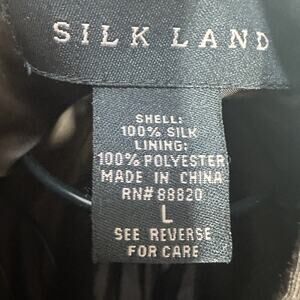 SILK LAND
SHELL:
100% SILK
LINING:
100% POLYESTER
MADE IN CHINA
RN# 88820
L
SEE REVERSE
FOR CARE